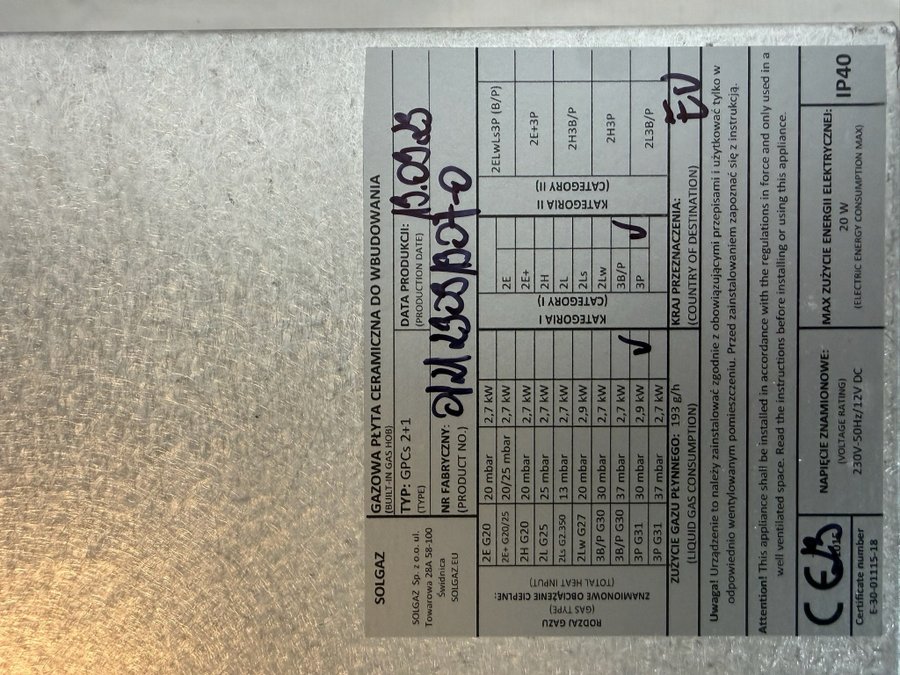 SOLGAZ
SOLGAZ Sp. z o.o. ul.
Towarowa 28A 58-100
Świdnica
SOLGAZ.EU
GAZOWA PŁYTA CERAMICZNA DO WBUDOWANIA
(BUILT-IN GAS HOB)
TYP: GPCs 2+1
(TYPE)
DATA PRODUKCJI: 13.09.23
(PRODUCTION DATE)
NR FABRYCZNY:
(PRODUCT NO.)
RODZAJ GAZU
(GAS TYPE)
ZNAMIONOWE OBCIĄŻENIE CIEPLNE:
(TOTAL HEAT INPUT)
2E G20 20 mbar 2,7 kW
2E+ G20/25 20/25 mbar 2,7 kW
2H G20 20 mbar 2,7 kW
2L G25 25 mbar 2,7 kW
2Ls G2.350 13 mbar 2,7 kW
2Lw G27 20 mbar 2,9 kW
3B/P G30 30 mbar 2,7 kW
3B/P G30 37 mbar 2,7 kW
3P G31 30 mbar 2,9 kW ✓
3P G31 37 mbar 2,7 kW
KATEGORIA I
(CATEGORY I)
2E
2E+
2H
2L
2Ls
2Lw
3B/P
3P ✓
KATEGORIA II
(CATEGORY II)
2ELwLs3P (B/P)
2E+3P
2H3B/P
2H3P
2L3B/P
ZUŻYCIE GAZU PŁYNNEGO: 193 g/h
(LIQUID GAS CONSUMPTION)
KRAJ PRZEZNACZENIA:
(COUNTRY OF DESTINATION)
Uwaga! Urządzenie to należy zainstalować zgodnie z obowiązującymi przepisami i użytkować tylko w
odpowiednio wentylowanym pomieszczeniu. Przed zainstalowaniem zapoznać się z instrukcją.
Attention! This appliance shall be installed in accordance with the regulations in force and only used in a
well ventilated space. Read the instructions before installing or using this appliance.
CE
Certificate number
E-30-01115-18
NAPIĘCIE ZNAMIONOWE:
(VOLTAGE RATING)
230V-50Hz/12V DC
MAX ZUŻYCIE ENERGII ELEKTRYCZNEJ:
20 W
(ELECTRIC ENERGY CONSUMPTION MAX)
IP40